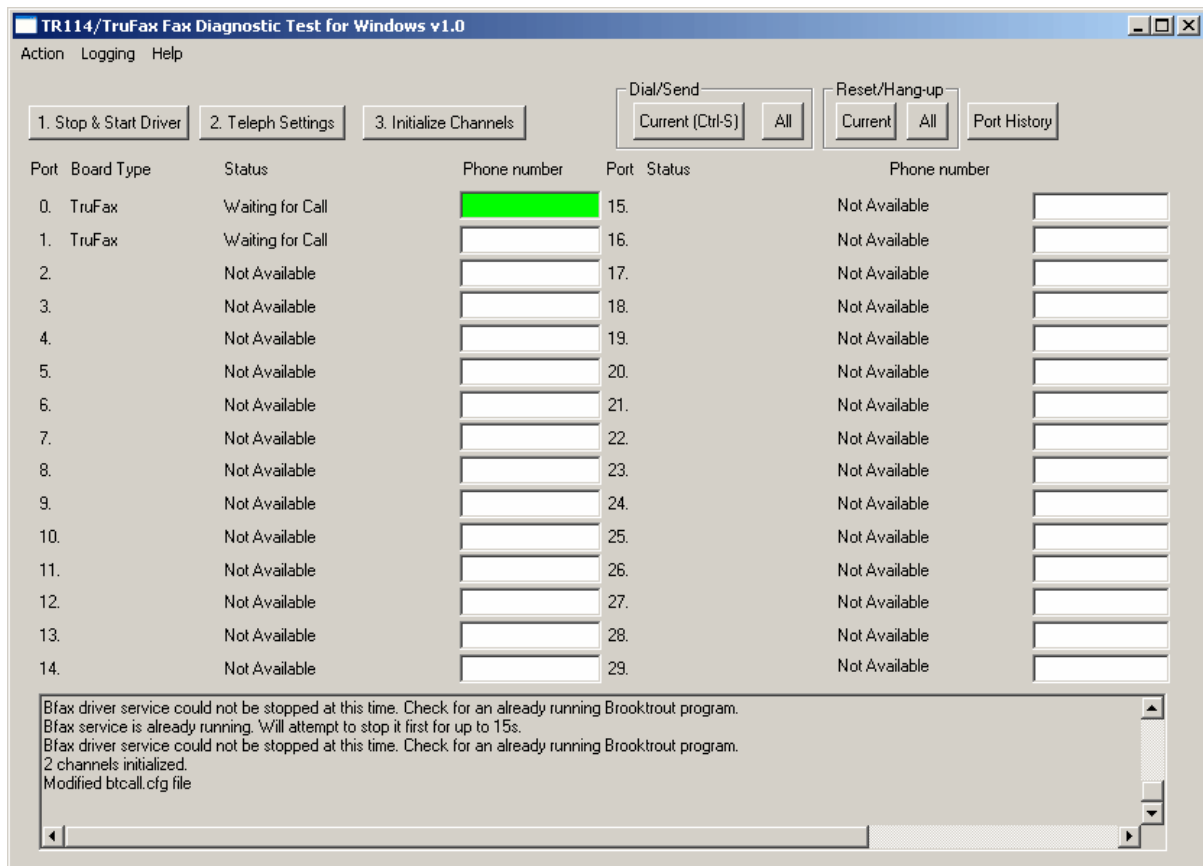 TR114/TruFax Fax Diagnostic Test for Windows v1.0
Action Logging Help
Dial/Send Reset/Hang-up
1. Stop & Start Driver 2. Teleph Settings 3. Initialize Channels Current (Ctrl-S) All Current All Port History
Port Board Type Status Phone number Port Status Phone number
0. TruFax Waiting for Call 15. Not Available
1. TruFax Waiting for Call 16. Not Available
2. Not Available 17. Not Available
3. Not Available 18. Not Available
4. Not Available 19. Not Available
5. Not Available 20. Not Available
6. Not Available 21. Not Available
7. Not Available 22. Not Available
8. Not Available 23. Not Available
9. Not Available 24. Not Available
10. Not Available 25. Not Available
11. Not Available 26. Not Available
12. Not Available 27. Not Available
13. Not Available 28. Not Available
14. Not Available 29. Not Available
Bfax driver service could not be stopped at this time. Check for an already running Brooktrout program.
Bfax service is already running. Will attempt to stop it first for up to 15s.
Bfax driver service could not be stopped at this time. Check for an already running Brooktrout program.
2 channels initialized.
Modified btcall.cfg file